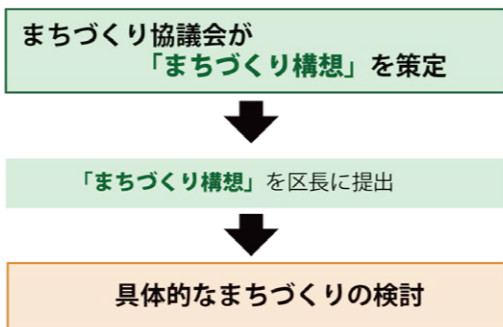 まちづくり協議会が
「まちづくり構想」を策定
「まちづくり構想」を区長に提出
具体的なまちづくりの検討